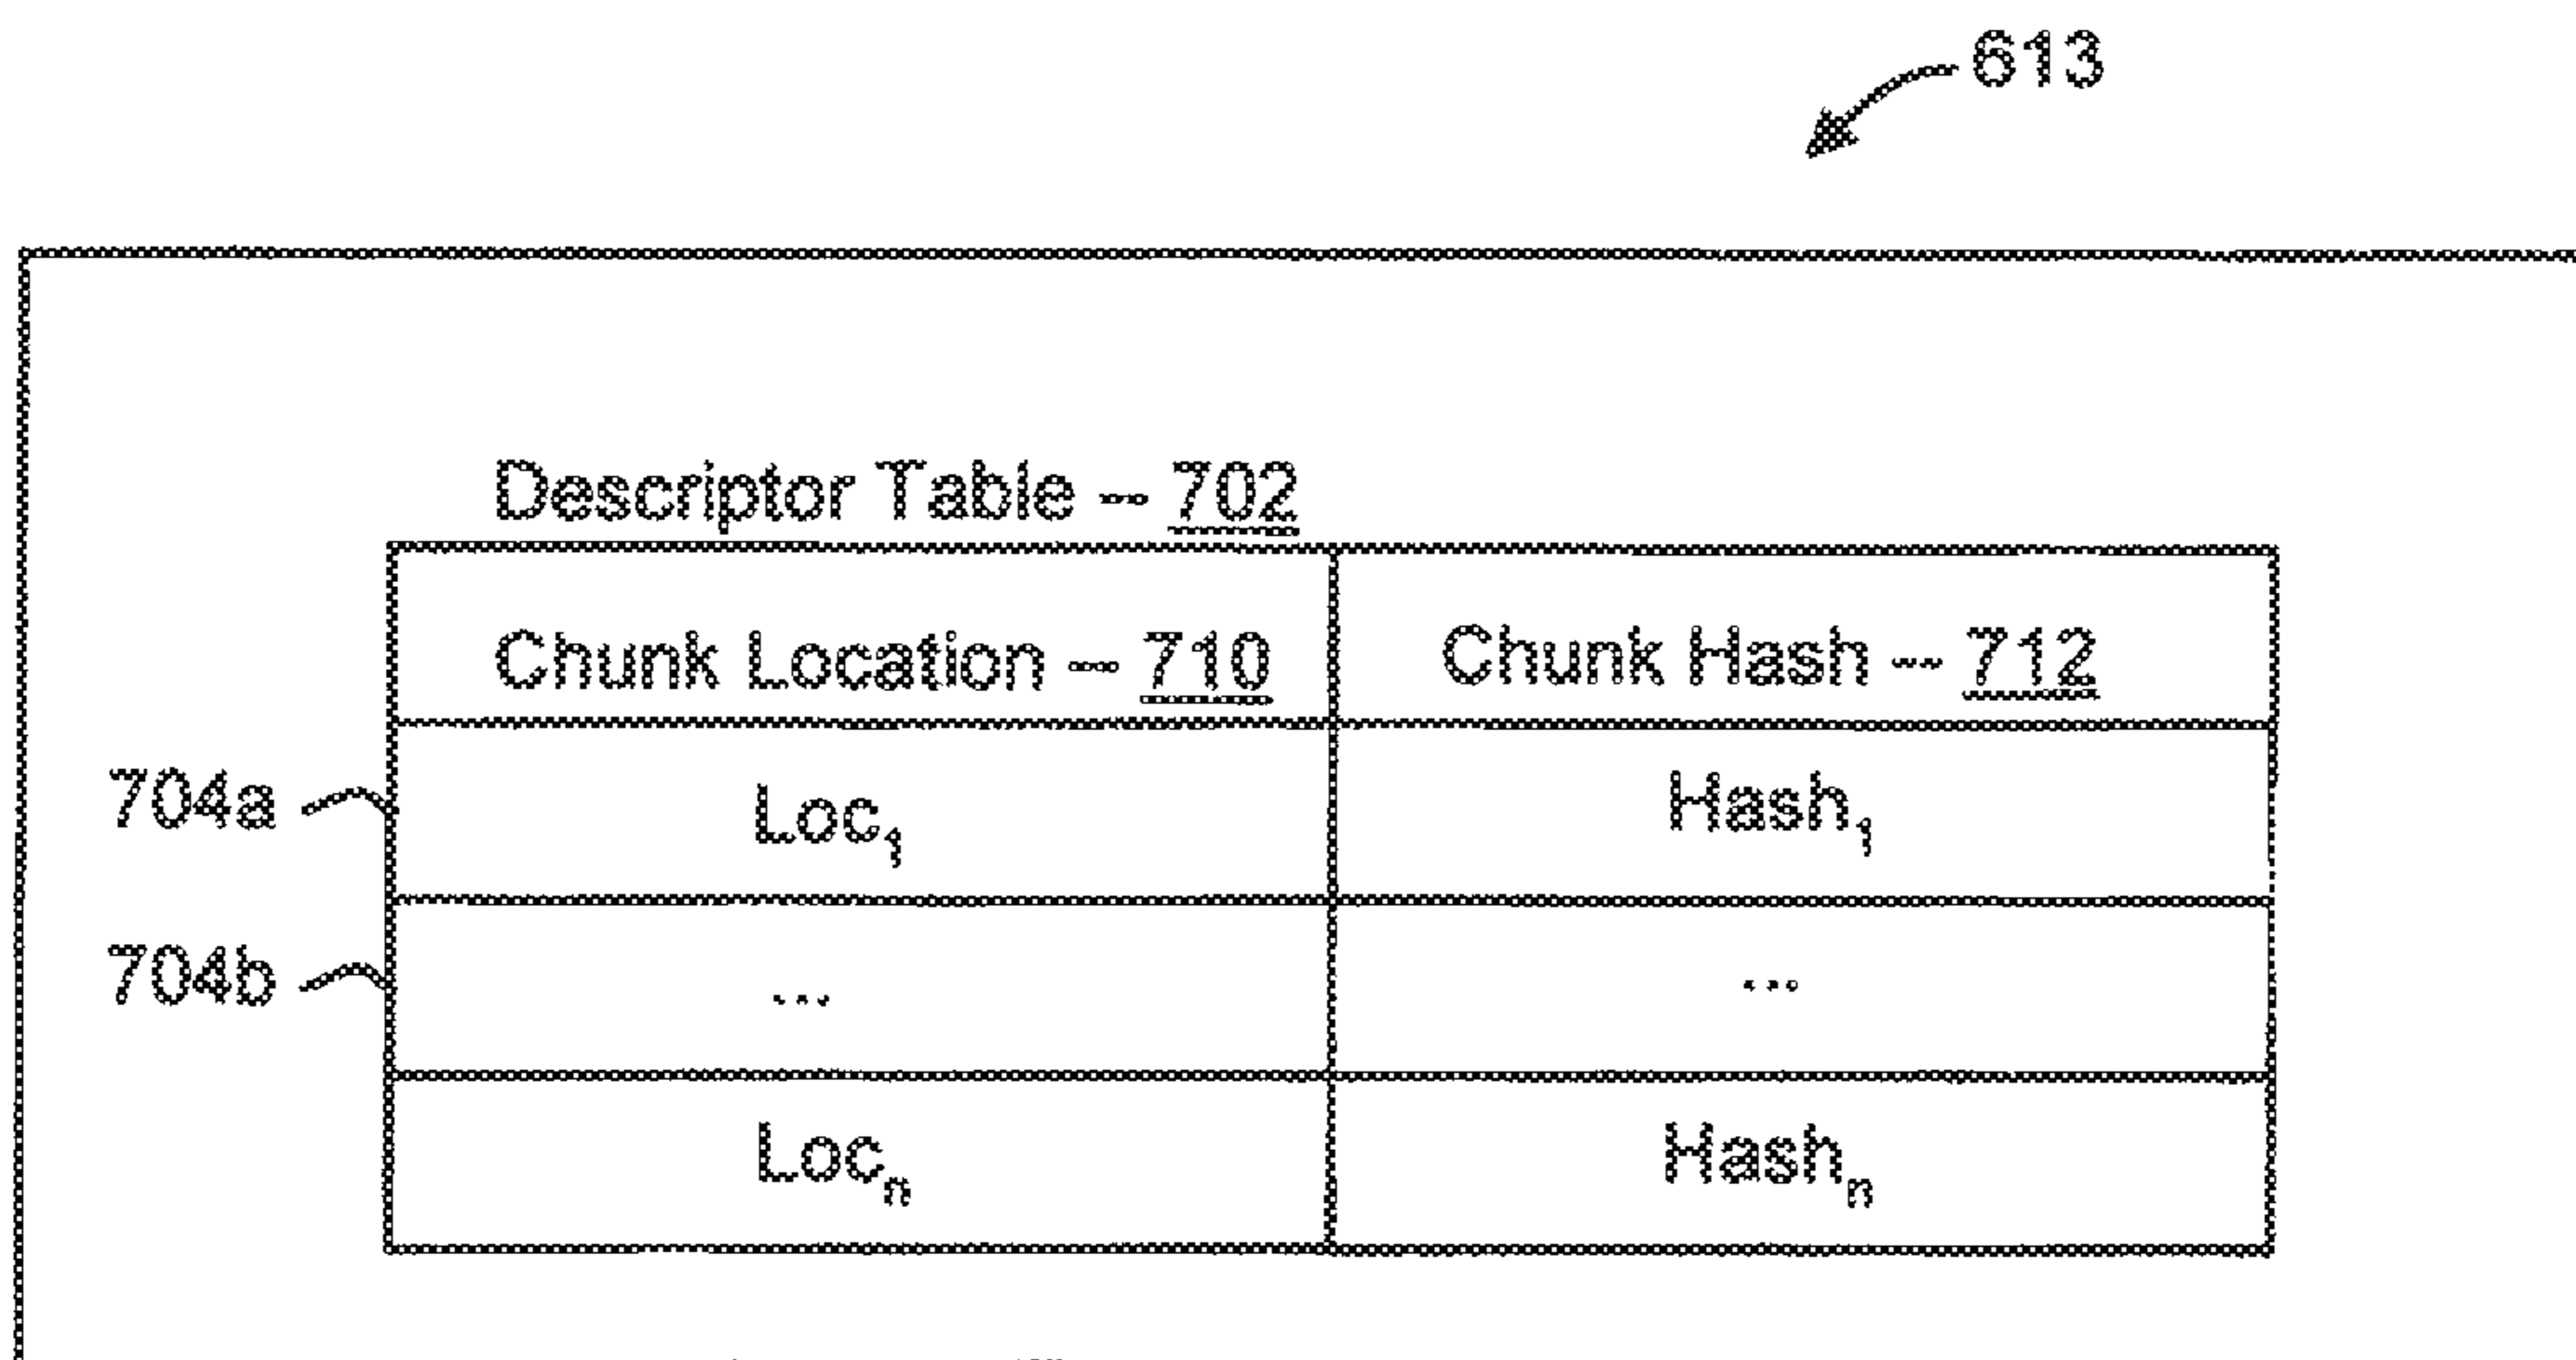 613
Descriptor Table -- 702
Chunk Location -- 710 Chunk Hash -- 712
704a Loc₁ Hash₁
704b ... ...
Locₙ Hashₙ